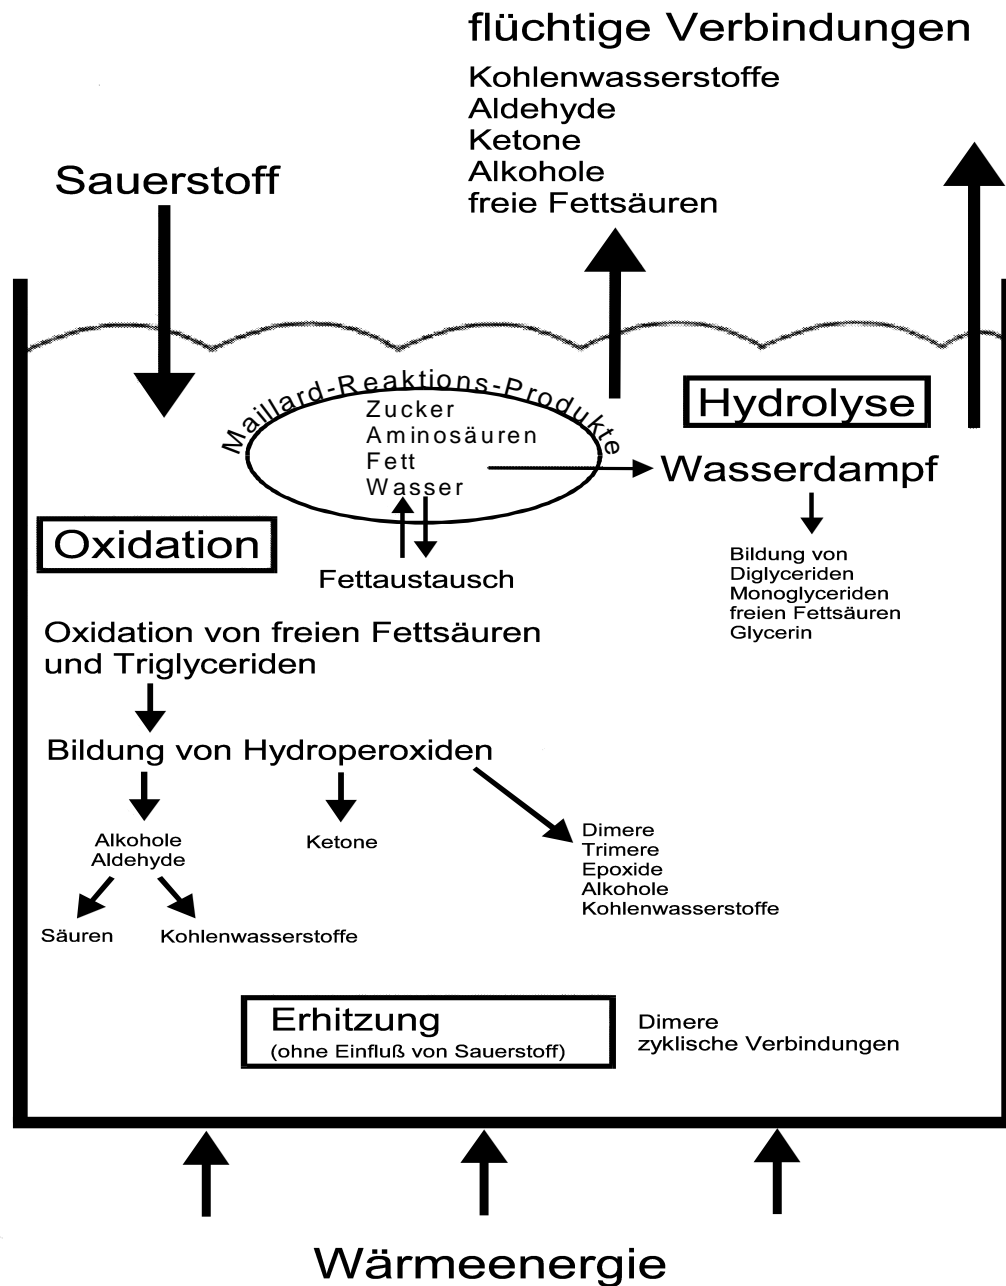 flüchtige Verbindungen
Kohlenwasserstoffe
Aldehyde
Ketone
Alkohole
freie Fettsäuren
Sauerstoff
Maillard-Reaktions-Produkte
Zucker
Aminosäuren
Fett
Wasser
Hydrolyse
Wasserdampf
Oxidation
Fettaustausch
Bildung von
Diglyceriden
Monoglyceriden
freien Fettsäuren
Glycerin
Oxidation von freien Fettsäuren
und Triglyceriden
Bildung von Hydroperoxiden
Alkohole
Aldehyde
Ketone
Dimere
Trimere
Epoxide
Alkohole
Kohlenwasserstoffe
Säuren
Kohlenwasserstoffe
Erhitzung
(ohne Einfluß von Sauerstoff)
Dimere
zyklische Verbindungen
Wärmeenergie